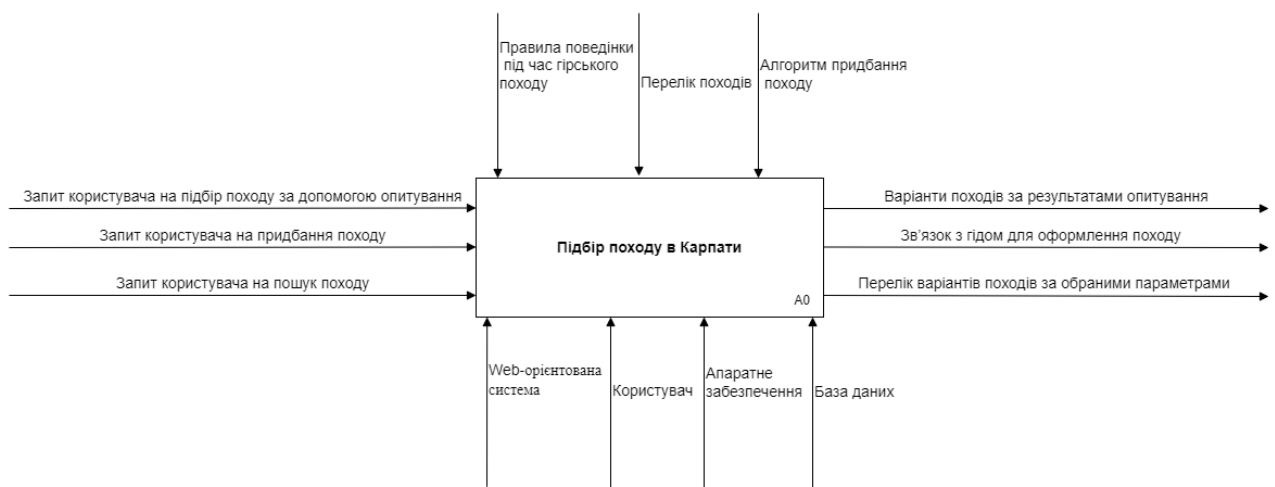 Правила поведінки
під час гірського
походу
Перелік походів
Алгоритм придбання
походу
Запит користувача на підбір походу за допомогою опитування
Запит користувача на придбання походу
Запит користувача на пошук походу
Підбір походу в Карпати
A0
Варіанти походів за результатами опитування
Зв'язок з гідом для оформлення походу
Перелік варіантів походів за обраними параметрами
Web-орієнтована
система
Користувач
Апаратне
забезпечення
База даних